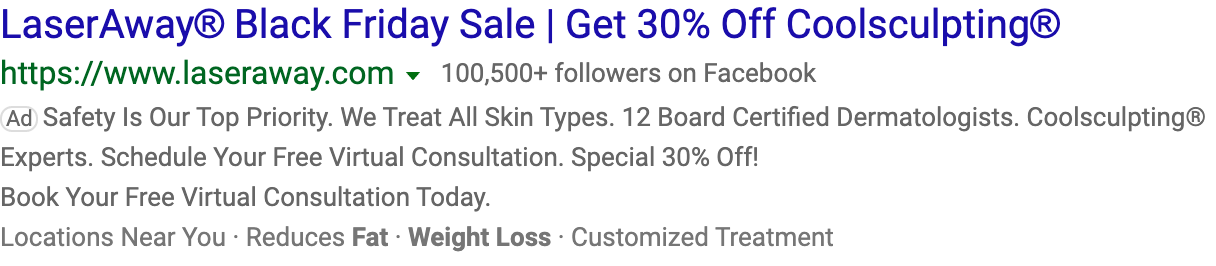 LaserAway® Black Friday Sale | Get 30% Off Coolsculpting®
https://www.laseraway.com 100,500+ followers on Facebook
Ad Safety Is Our Top Priority. We Treat All Skin Types. 12 Board Certified Dermatologists. Coolsculpting®
Experts. Schedule Your Free Virtual Consultation. Special 30% Off!
Book Your Free Virtual Consultation Today.
Locations Near You · Reduces Fat · Weight Loss · Customized Treatment